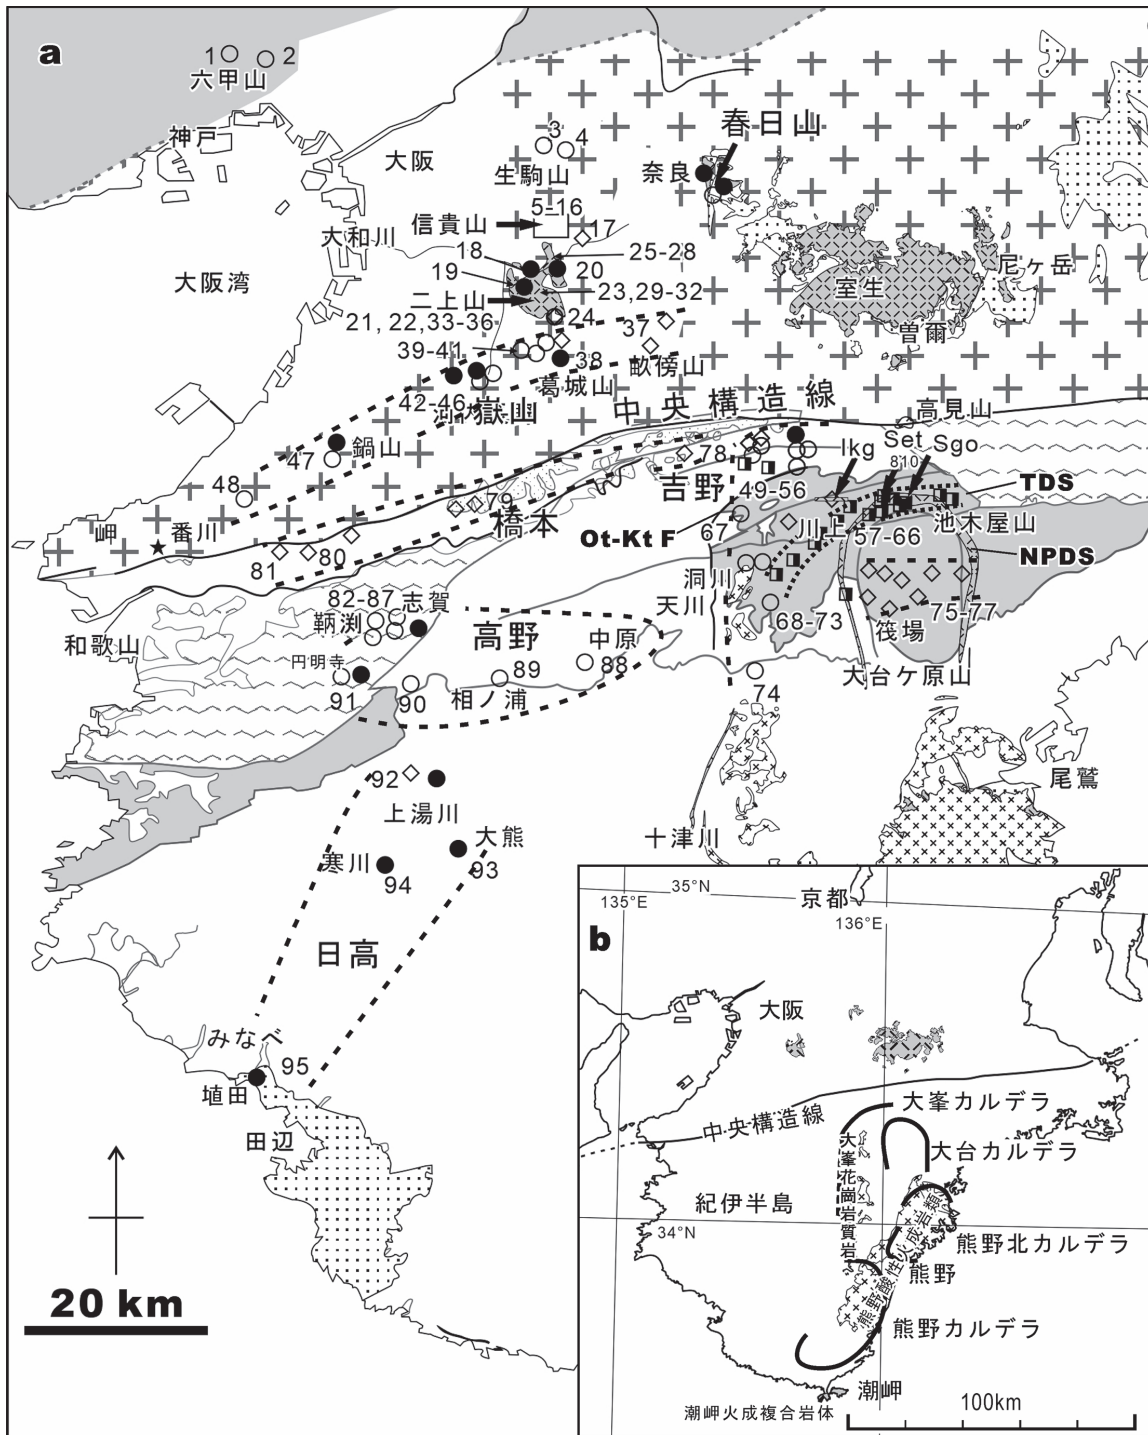 a
1
2
六甲山
神戸
大阪
3
4
生駒山
奈良
春日山
信貴山
5-16
17
大和川
大阪湾
18
19
20
25-28
二上山
23,29-32
24
21, 22,33-36
37
39-41
38
畝傍山
葛城山
42-46
嶽山
中央構造線
高見山
室生
尼ヶ岳
曽爾
鍋山
47
48
78
吉野
49-56
Ikg
Set
Sgo
810
TDS
79
橋本
Ot-Kt F
67
川上
57-66
池木屋山
NPDS
岬
番川
81
80
洞川
天川
68-73
75-77
筏場
大台ケ原山
82-87
志賀
鞆渕
和歌山
高野
中原
円明寺
88
89
相ノ浦
90
91
74
92
上湯川
尾鷲
十津川
大熊
93
寒川
94
日高
みなべ
95
埴田
田辺
20 km
b
135°E
35°N
京都
136°E
大阪
中央構造線
大峯カルデラ
大台カルデラ
大峯花崗岩質岩
紀伊半島
34°N
熊野酸性火成岩類
熊野北カルデラ
熊野
熊野カルデラ
潮岬
潮岬火成複合岩体
100km